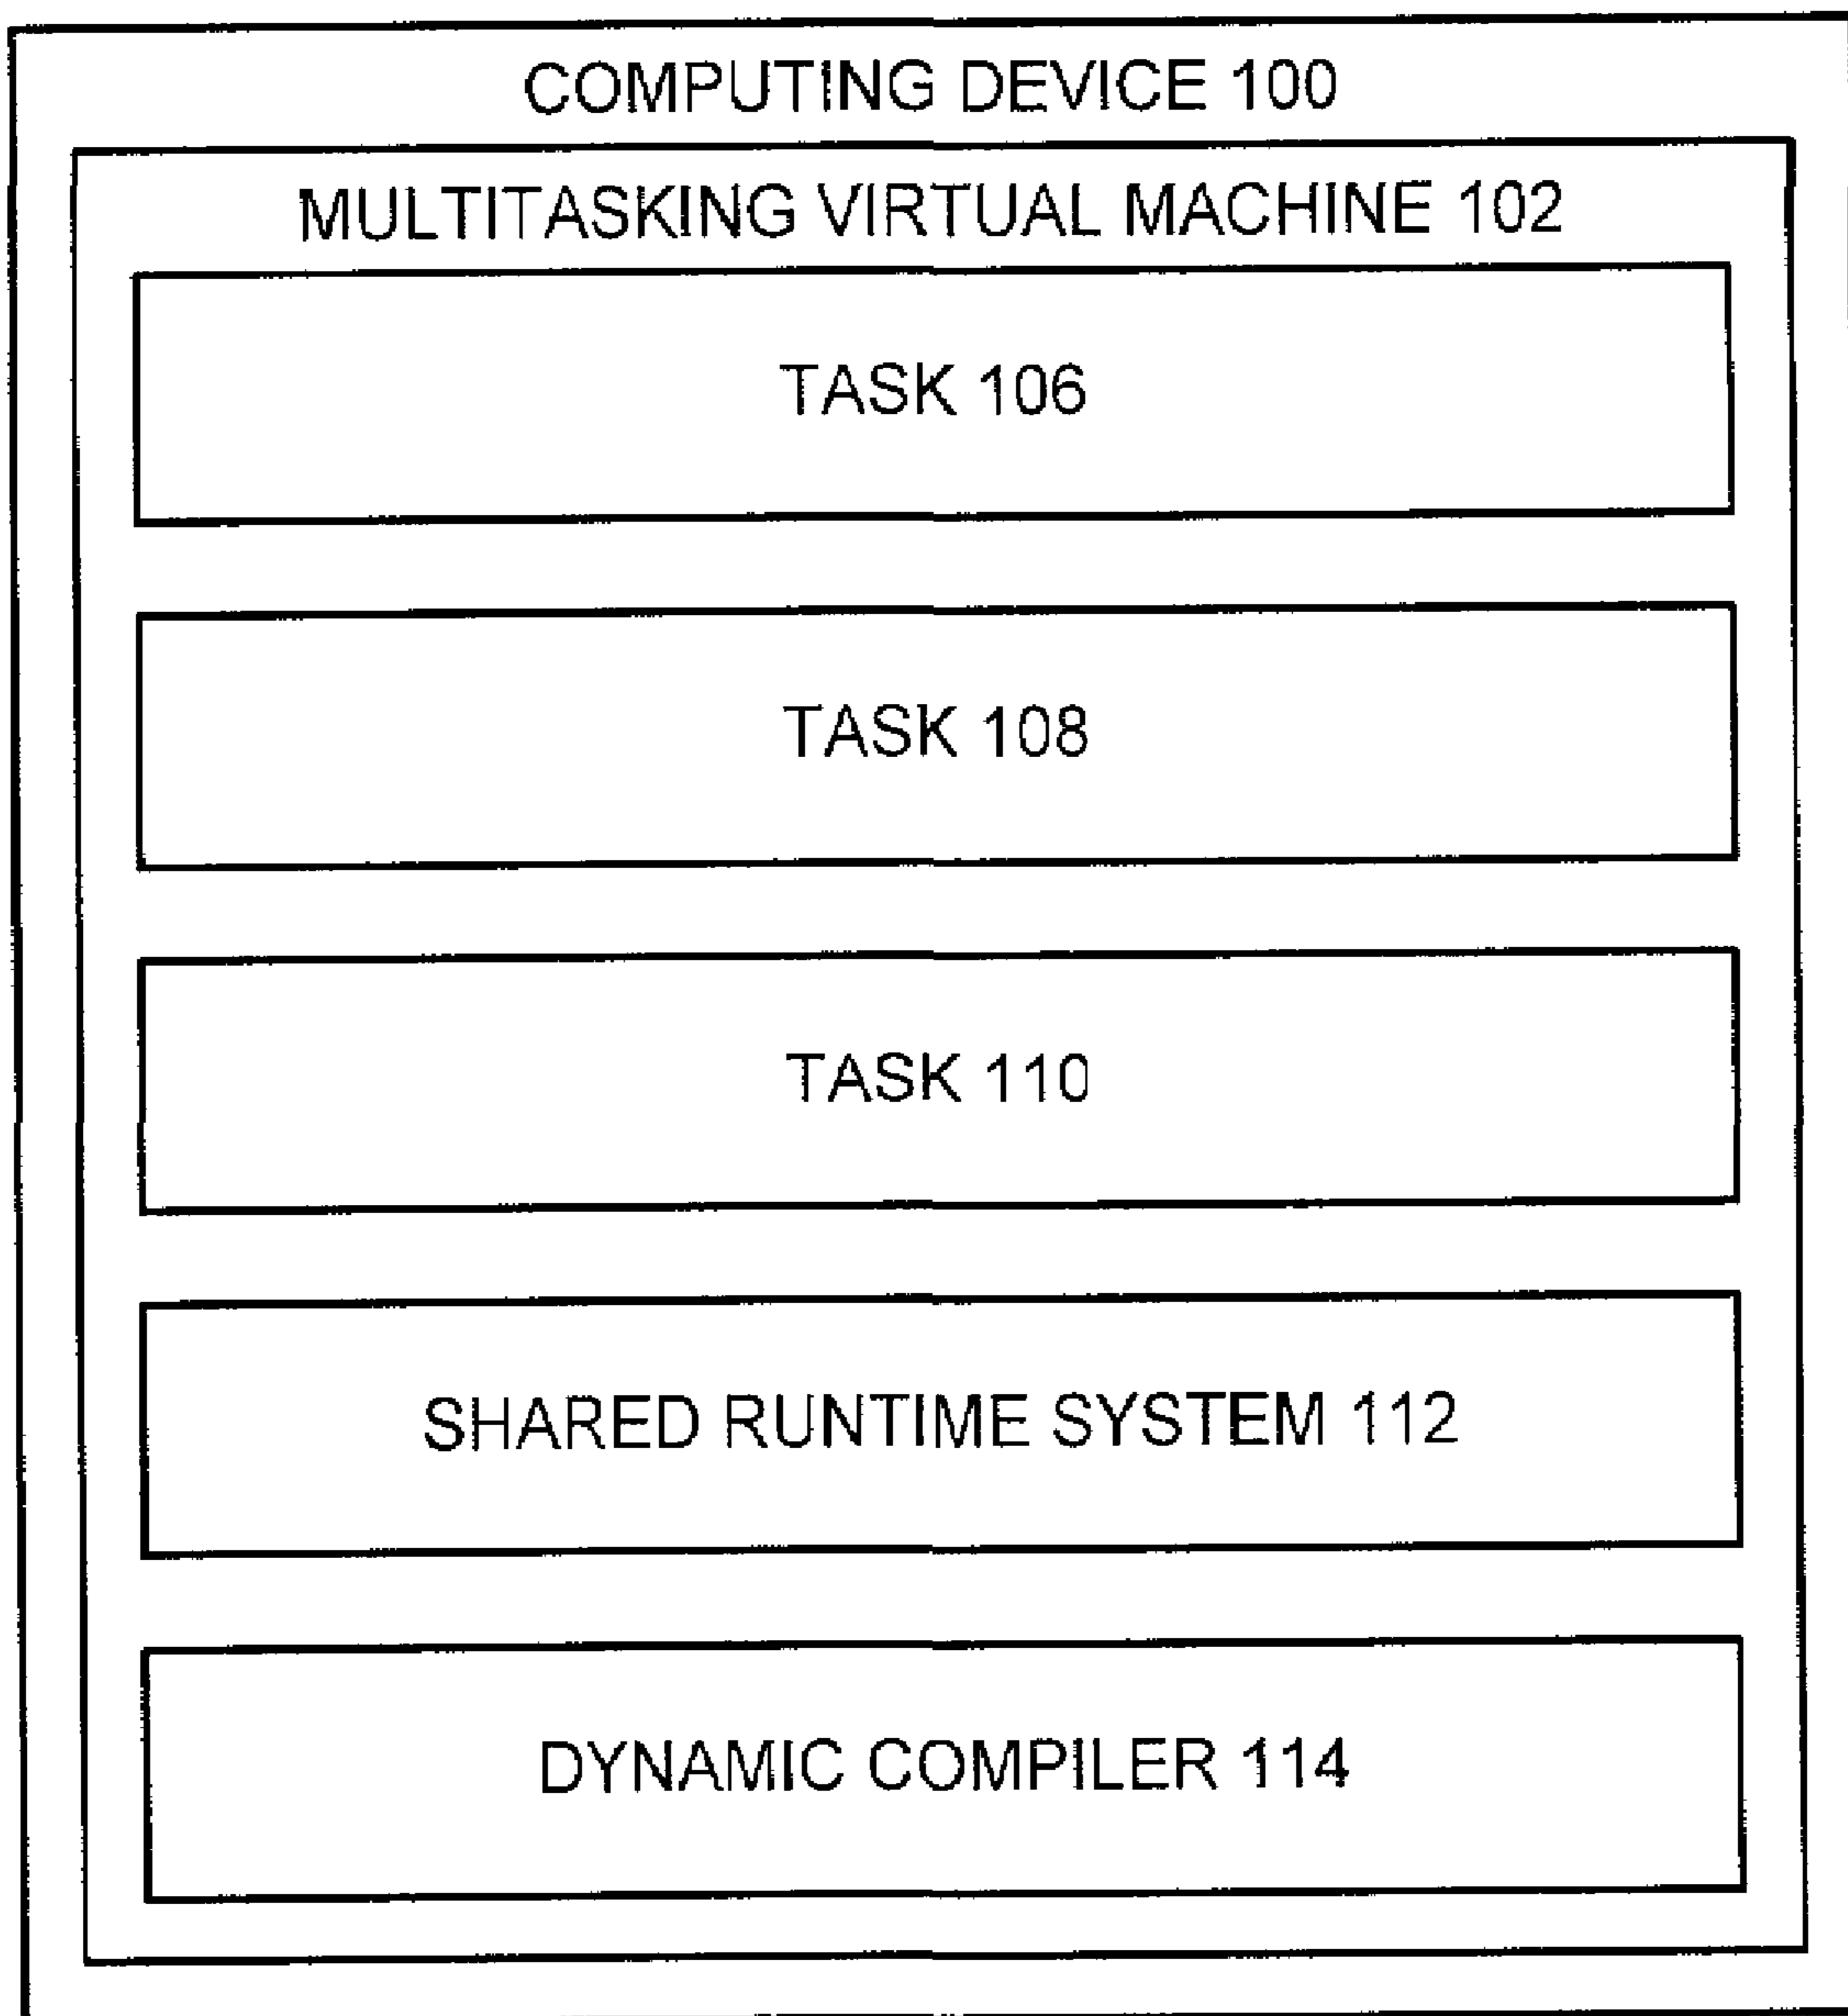 COMPUTING DEVICE 100
MULTITASKING VIRTUAL MACHINE 102
TASK 106
TASK 108
TASK 110
SHARED RUNTIME SYSTEM 112
DYNAMIC COMPILER 114